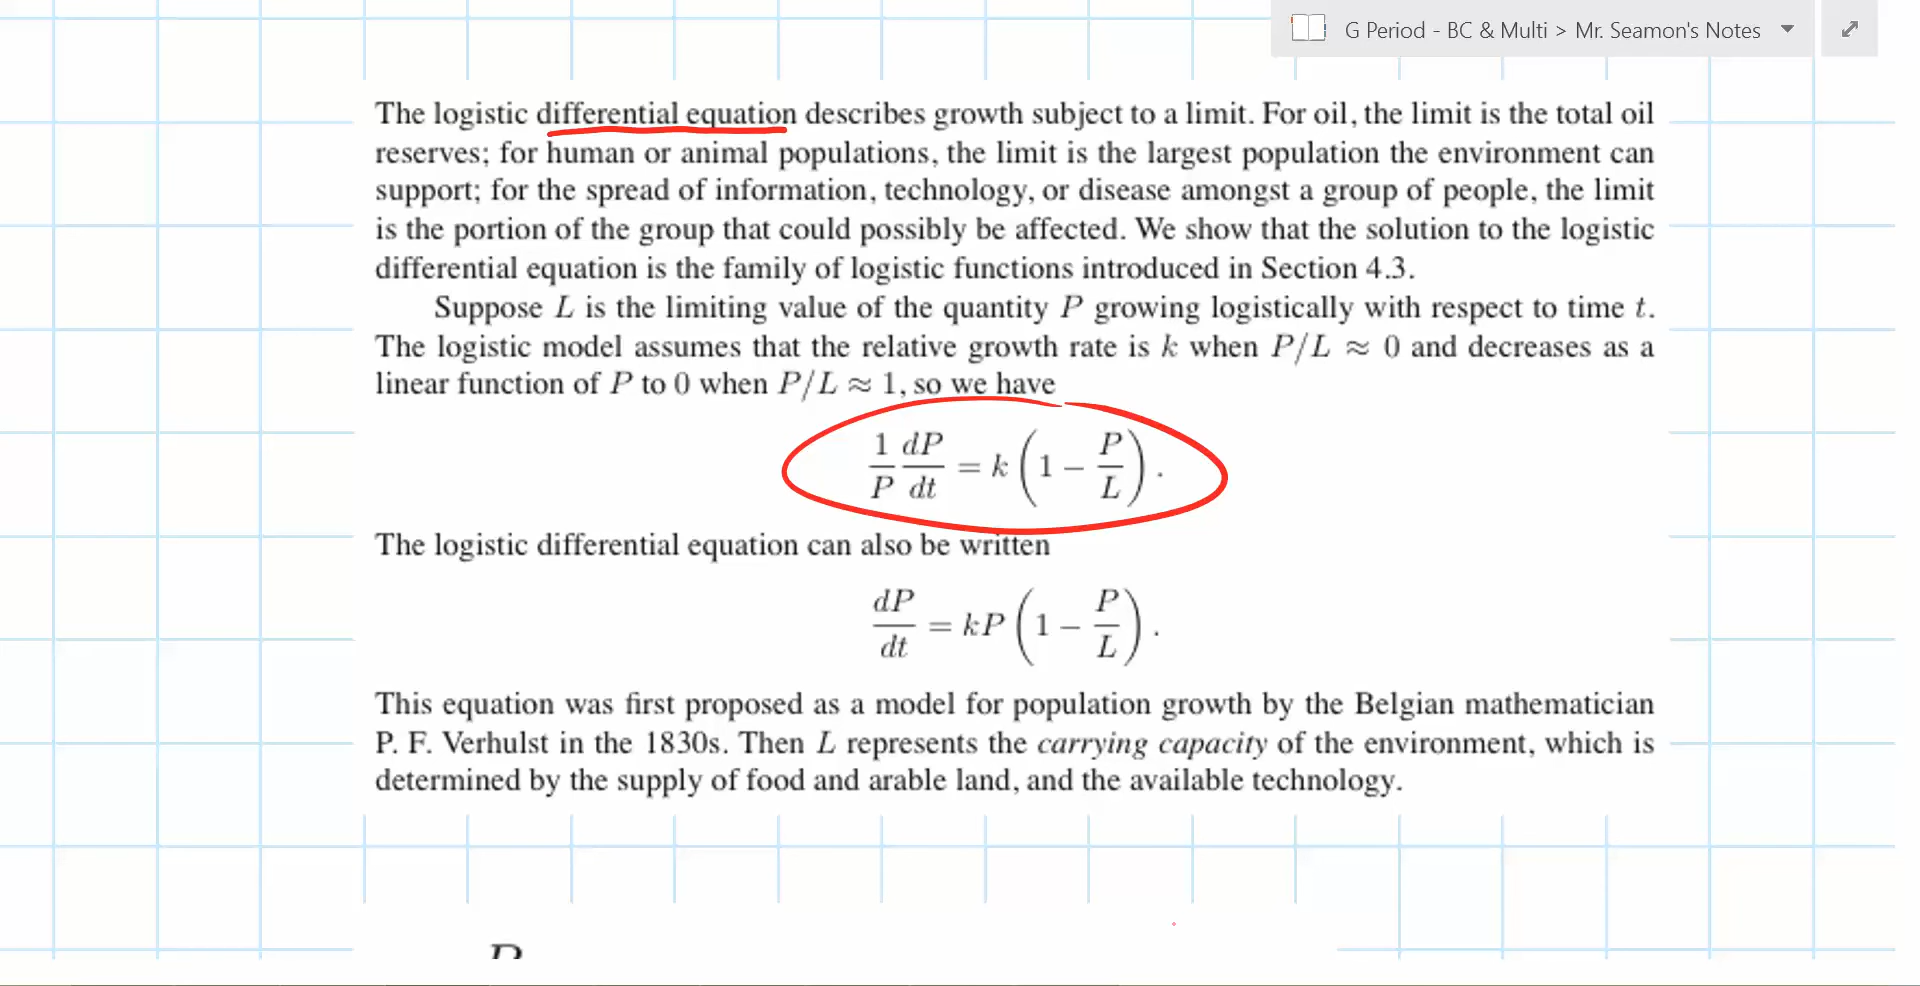 G Period - BC & Multi > Mr. Seamon's Notes
The logistic differential equation describes growth subject to a limit. For oil, the limit is the total oil
reserves; for human or animal populations, the limit is the largest population the environment can
support; for the spread of information, technology, or disease amongst a group of people, the limit
is the portion of the group that could possibly be affected. We show that the solution to the logistic
differential equation is the family of logistic functions introduced in Section 4.3.
Suppose L is the limiting value of the quantity P growing logistically with respect to time t.
The logistic model assumes that the relative growth rate is k when P/L ≈ 0 and decreases as a
linear function of P to 0 when P/L ≈ 1, so we have
1/P dP/dt = k(1 − P/L).
The logistic differential equation can also be written
dP/dt = kP(1 − P/L).
This equation was first proposed as a model for population growth by the Belgian mathematician
P. F. Verhulst in the 1830s. Then L represents the carrying capacity of the environment, which is
determined by the supply of food and arable land, and the available technology.